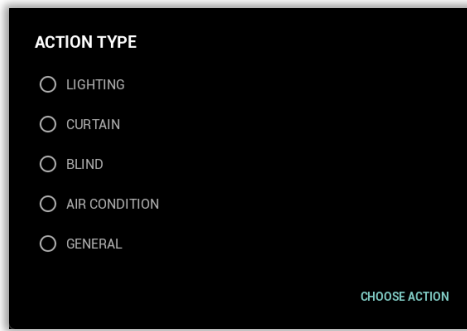 ACTION TYPE
LIGHTING
CURTAIN
BLIND
AIR CONDITION
GENERAL
CHOOSE ACTION